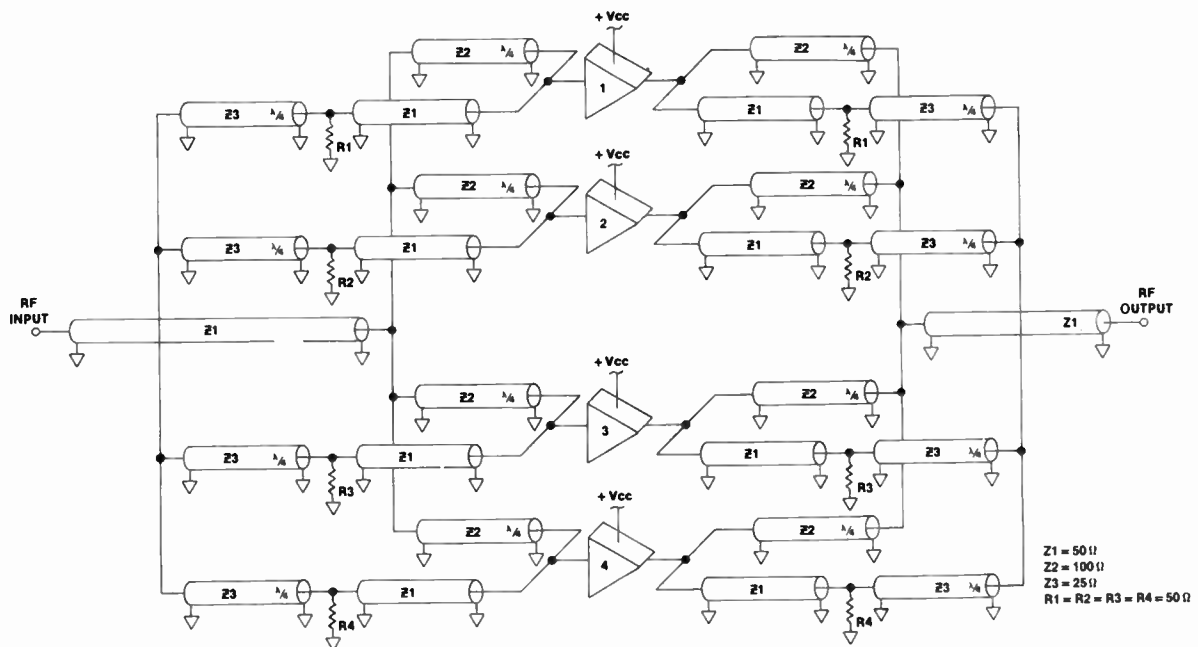 + Vcc
Z2 λ/4
1
Z2 λ/4
Z3 λ/4
Z1
R1
Z1
R1
Z3 λ/4
+ Vcc
Z2 λ/4
2
Z2 λ/4
Z3 λ/4
Z1
R2
Z1
R2
Z3 λ/4
RF
INPUT
Z1
RF
OUTPUT
Z1
+ Vcc
Z2 λ/4
3
Z2 λ/4
Z3 λ/4
Z1
R3
Z1
R3
Z3 λ/4
+ Vcc
Z2 λ/4
4
Z2 λ/4
Z3 λ/4
Z1
R4
Z1
R4
Z3 λ/4
Z1 = 50 Ω
Z2 = 100 Ω
Z3 = 25 Ω
R1 = R2 = R3 = R4 = 50 Ω